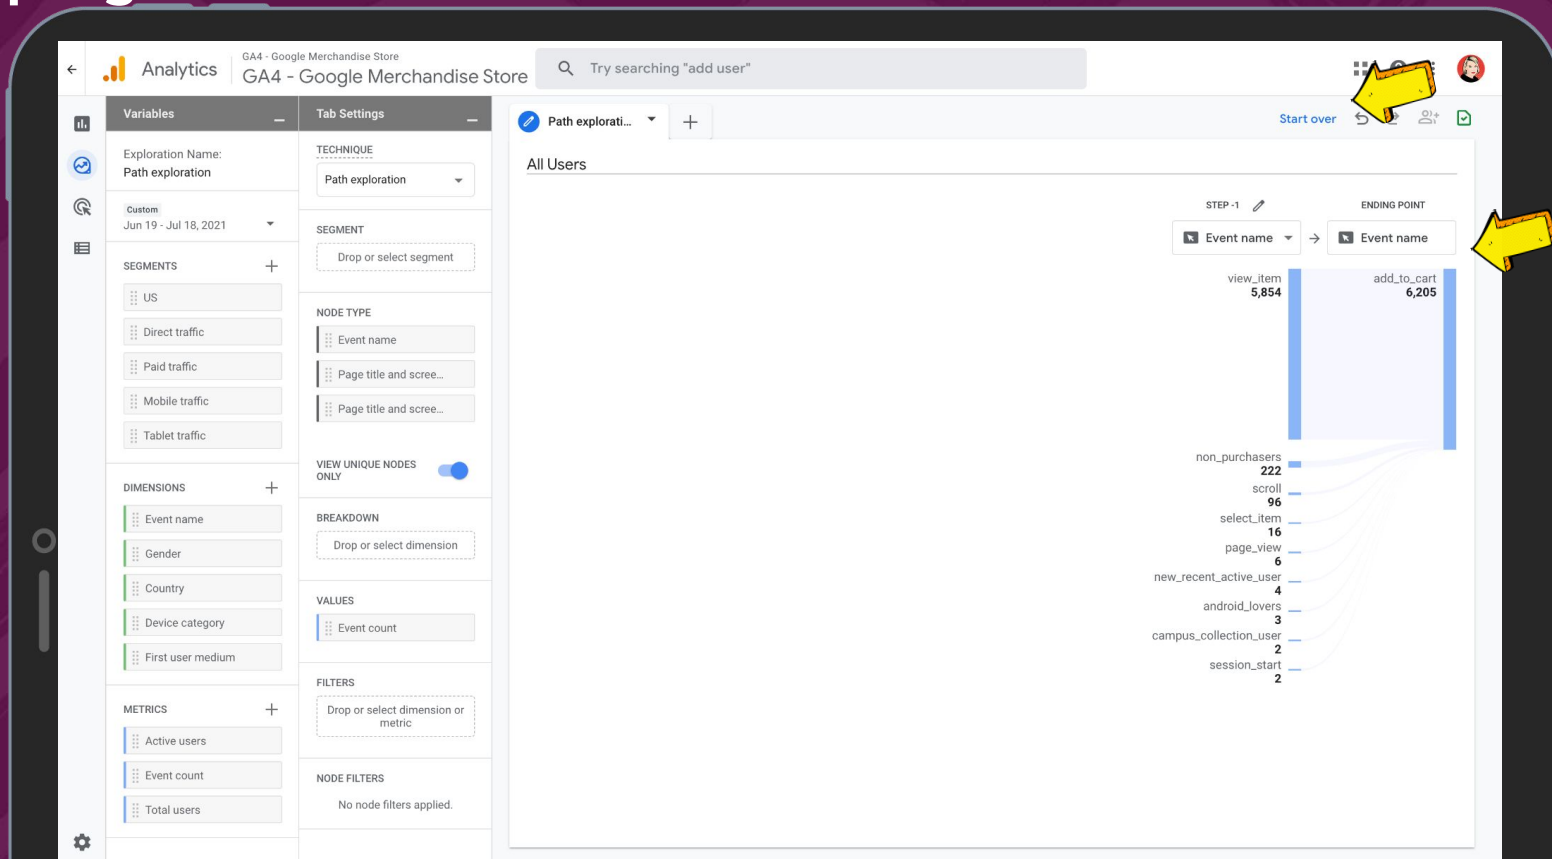 GA4 - Google Merchandise Store
Analytics
GA4 - Google Merchandise Store
Try searching "add user"
Variables
Tab Settings
Path explorati...
Start over
Exploration Name:
Path exploration
TECHNIQUE
Path exploration
All Users
Custom
Jun 19 - Jul 18, 2021
SEGMENT
Drop or select segment
STEP -1
ENDING POINT
Event name
Event name
SEGMENTS
US
Direct traffic
Paid traffic
Mobile traffic
Tablet traffic
NODE TYPE
Event name
Page title and scree...
Page title and scree...
VIEW UNIQUE NODES
ONLY
view_item
5,854
add_to_cart
6,205
non_purchasers
222
scroll
96
select_item
16
page_view
6
new_recent_active_user
4
android_lovers
3
campus_collection_user
2
session_start
2
DIMENSIONS
Event name
Gender
Country
Device category
First user medium
BREAKDOWN
Drop or select dimension
VALUES
Event count
FILTERS
Drop or select dimension or
metric
METRICS
Active users
Event count
Total users
NODE FILTERS
No node filters applied.